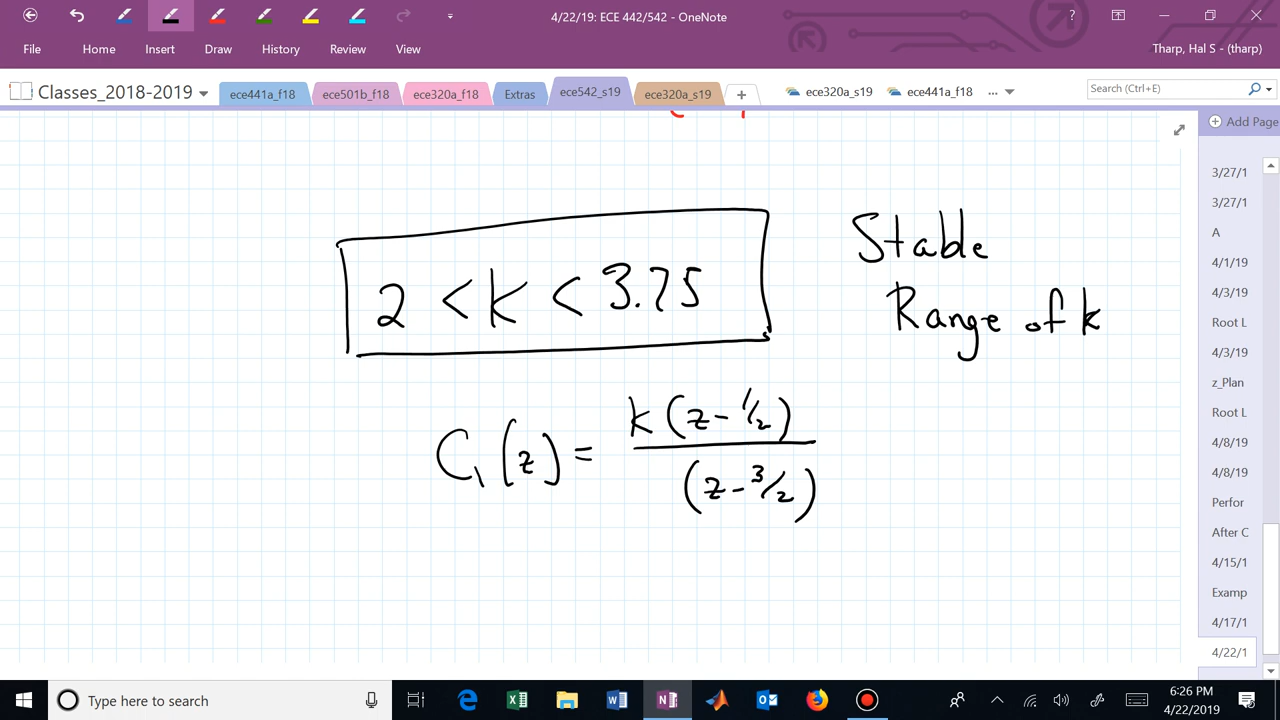 4/22/19: ECE 442/542 - OneNote
File Home Insert Draw History Review View
Tharp, Hal S - (tharp)
Classes_2018-2019
ece441a_f18 ece501b_f18 ece320a_f18 Extras ece542_s19 ece320a_s19 + ece320a_s19 ece441a_f18 ...
Search (Ctrl+E)
Add Page
3/27/1
3/27/1
A
4/1/19
4/3/19
Root L
4/3/19
z_Plan
Root L
4/8/19
4/8/19
Perfor
After C
4/15/1
Examp
4/17/1
4/22/1
2 < k < 3.75
Stable
Range of k
C₁(z) = k(z-1/2)
(z-3/2)
Type here to search
6:26 PM
4/22/2019